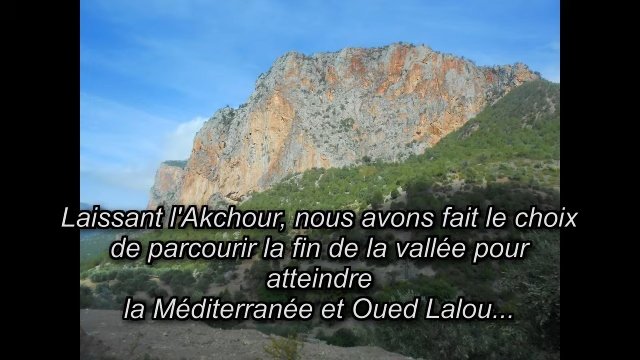 Laissant l'Akchour, nous avons fait le choix
de parcourir la fin de la vallée pour
atteindre
la Méditerranée et Oued Lalou...